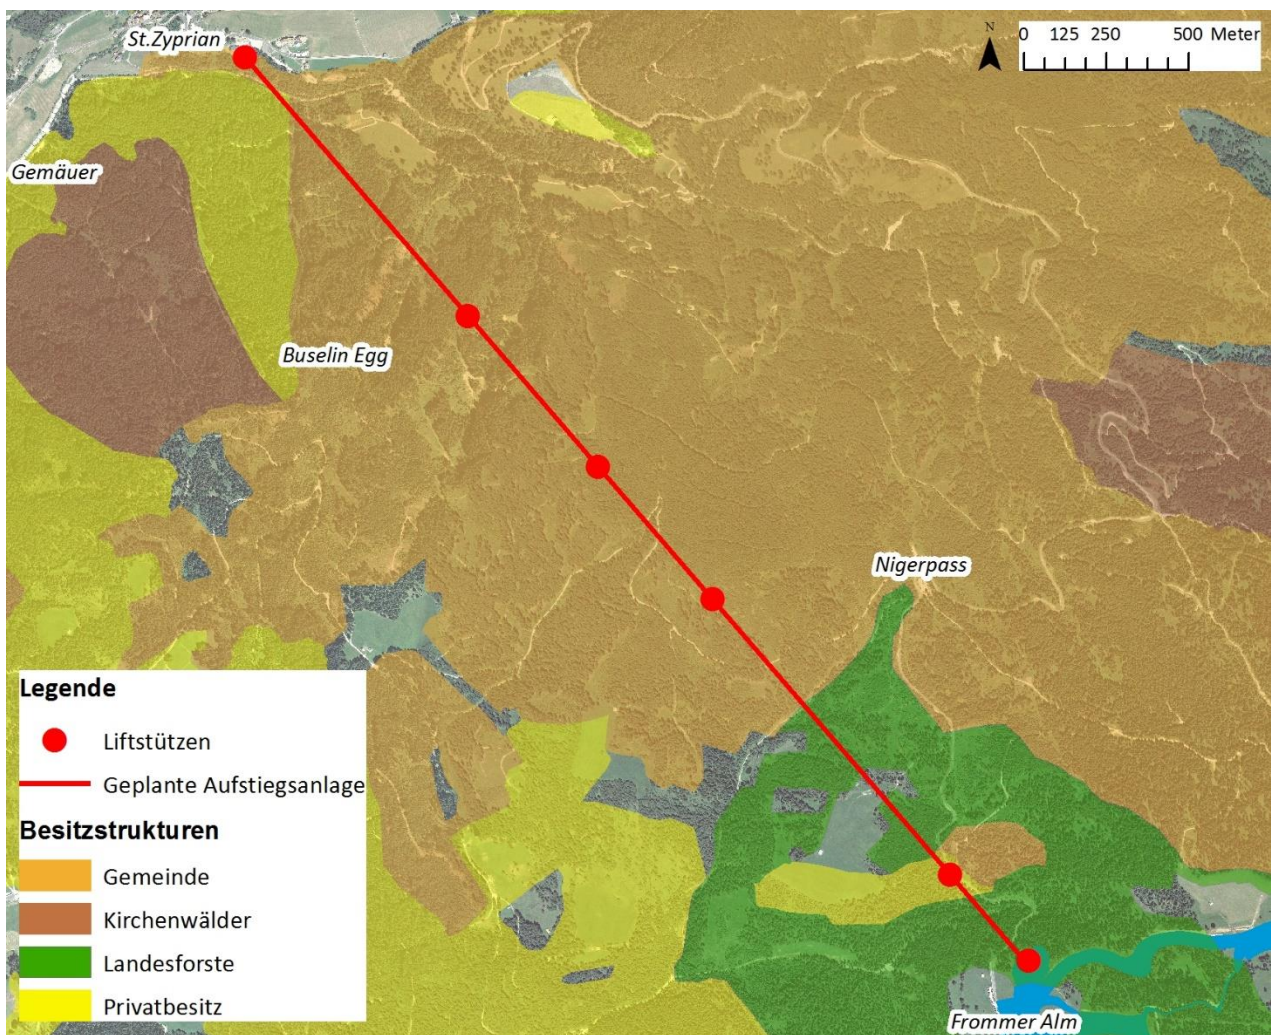 St.Zyprian
N
0 125 250 500 Meter
Gemäuer
Buselin Egg
Nigerpass
Legende
Liftstützen
Geplante Aufstiegsanlage
Besitzstrukturen
Gemeinde
Kirchenwälder
Landesforste
Privatbesitz
Frommer Alm